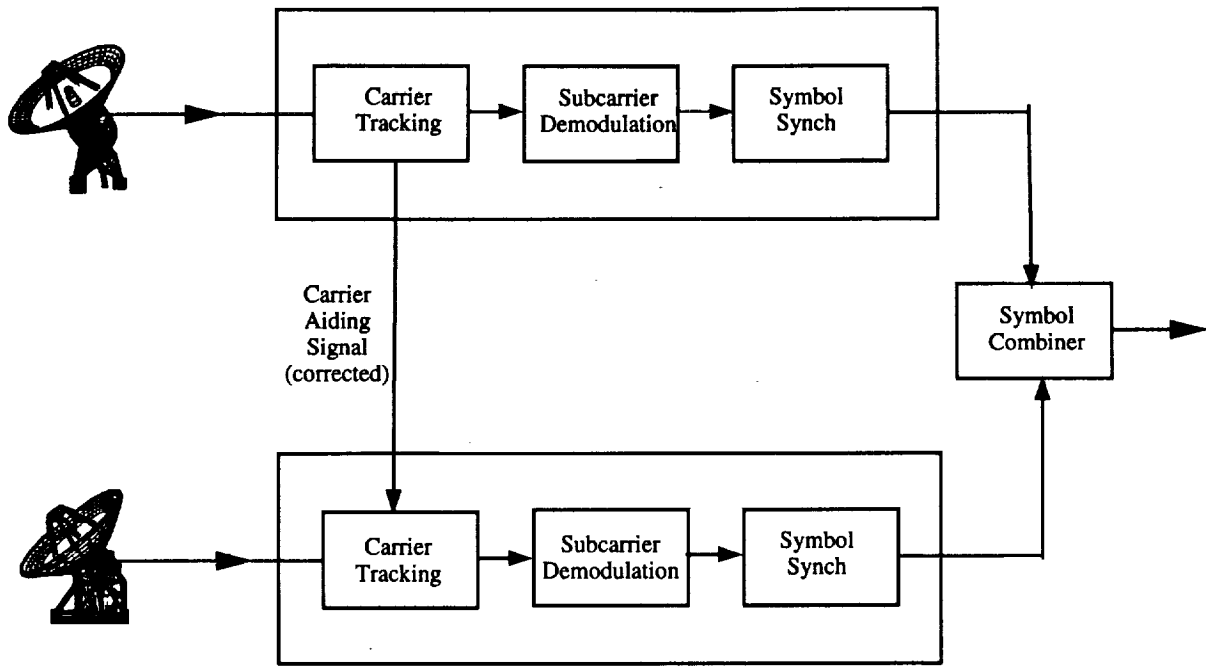 Carrier
Tracking
Subcarrier
Demodulation
Symbol
Synch
Carrier
Aiding
Signal
(corrected)
Symbol
Combiner
Carrier
Tracking
Subcarrier
Demodulation
Symbol
Synch